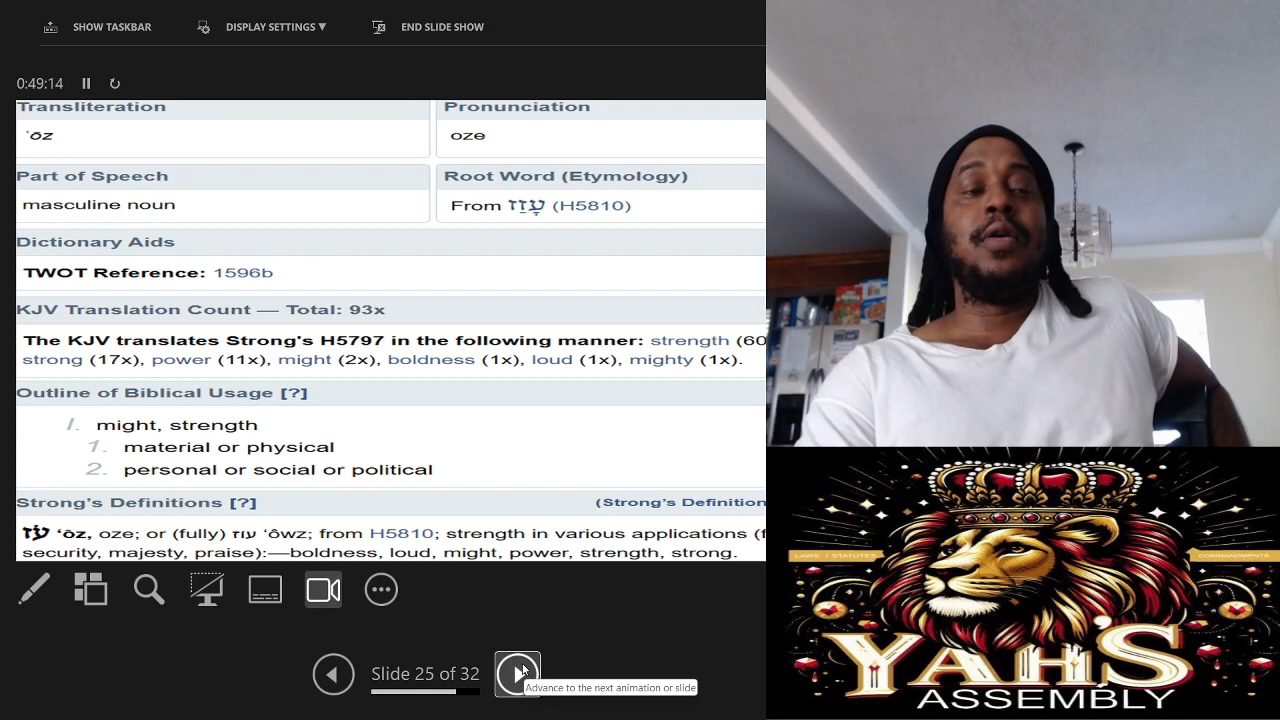 SHOW TASKBAR DISPLAY SETTINGS ▼ END SLIDE SHOW
0:49:14
Transliteration Pronunciation
ʻōz oze
Part of Speech Root Word (Etymology)
masculine noun From עָזַז (H5810)
Dictionary Aids
TWOT Reference: 1596b
KJV Translation Count — Total: 93x
The KJV translates Strong's H5797 in the following manner: strength (60
strong (17x), power (11x), might (2x), boldness (1x), loud (1x), mighty (1x).
Outline of Biblical Usage [?]
I. might, strength
1. material or physical
2. personal or social or political
Strong's Definitions [?] (Strong's Definition
עֹז ʻôz, oze; or (fully) עוֹז ʻôwz; from H5810; strength in various applications (f
security, majesty, praise):—boldness, loud, might, power, strength, strong.
Slide 25 of 32
Advance to the next animation or slide
LAWS | STATUTES COMMANDMENTS
YAH'S
ASSEMBLY